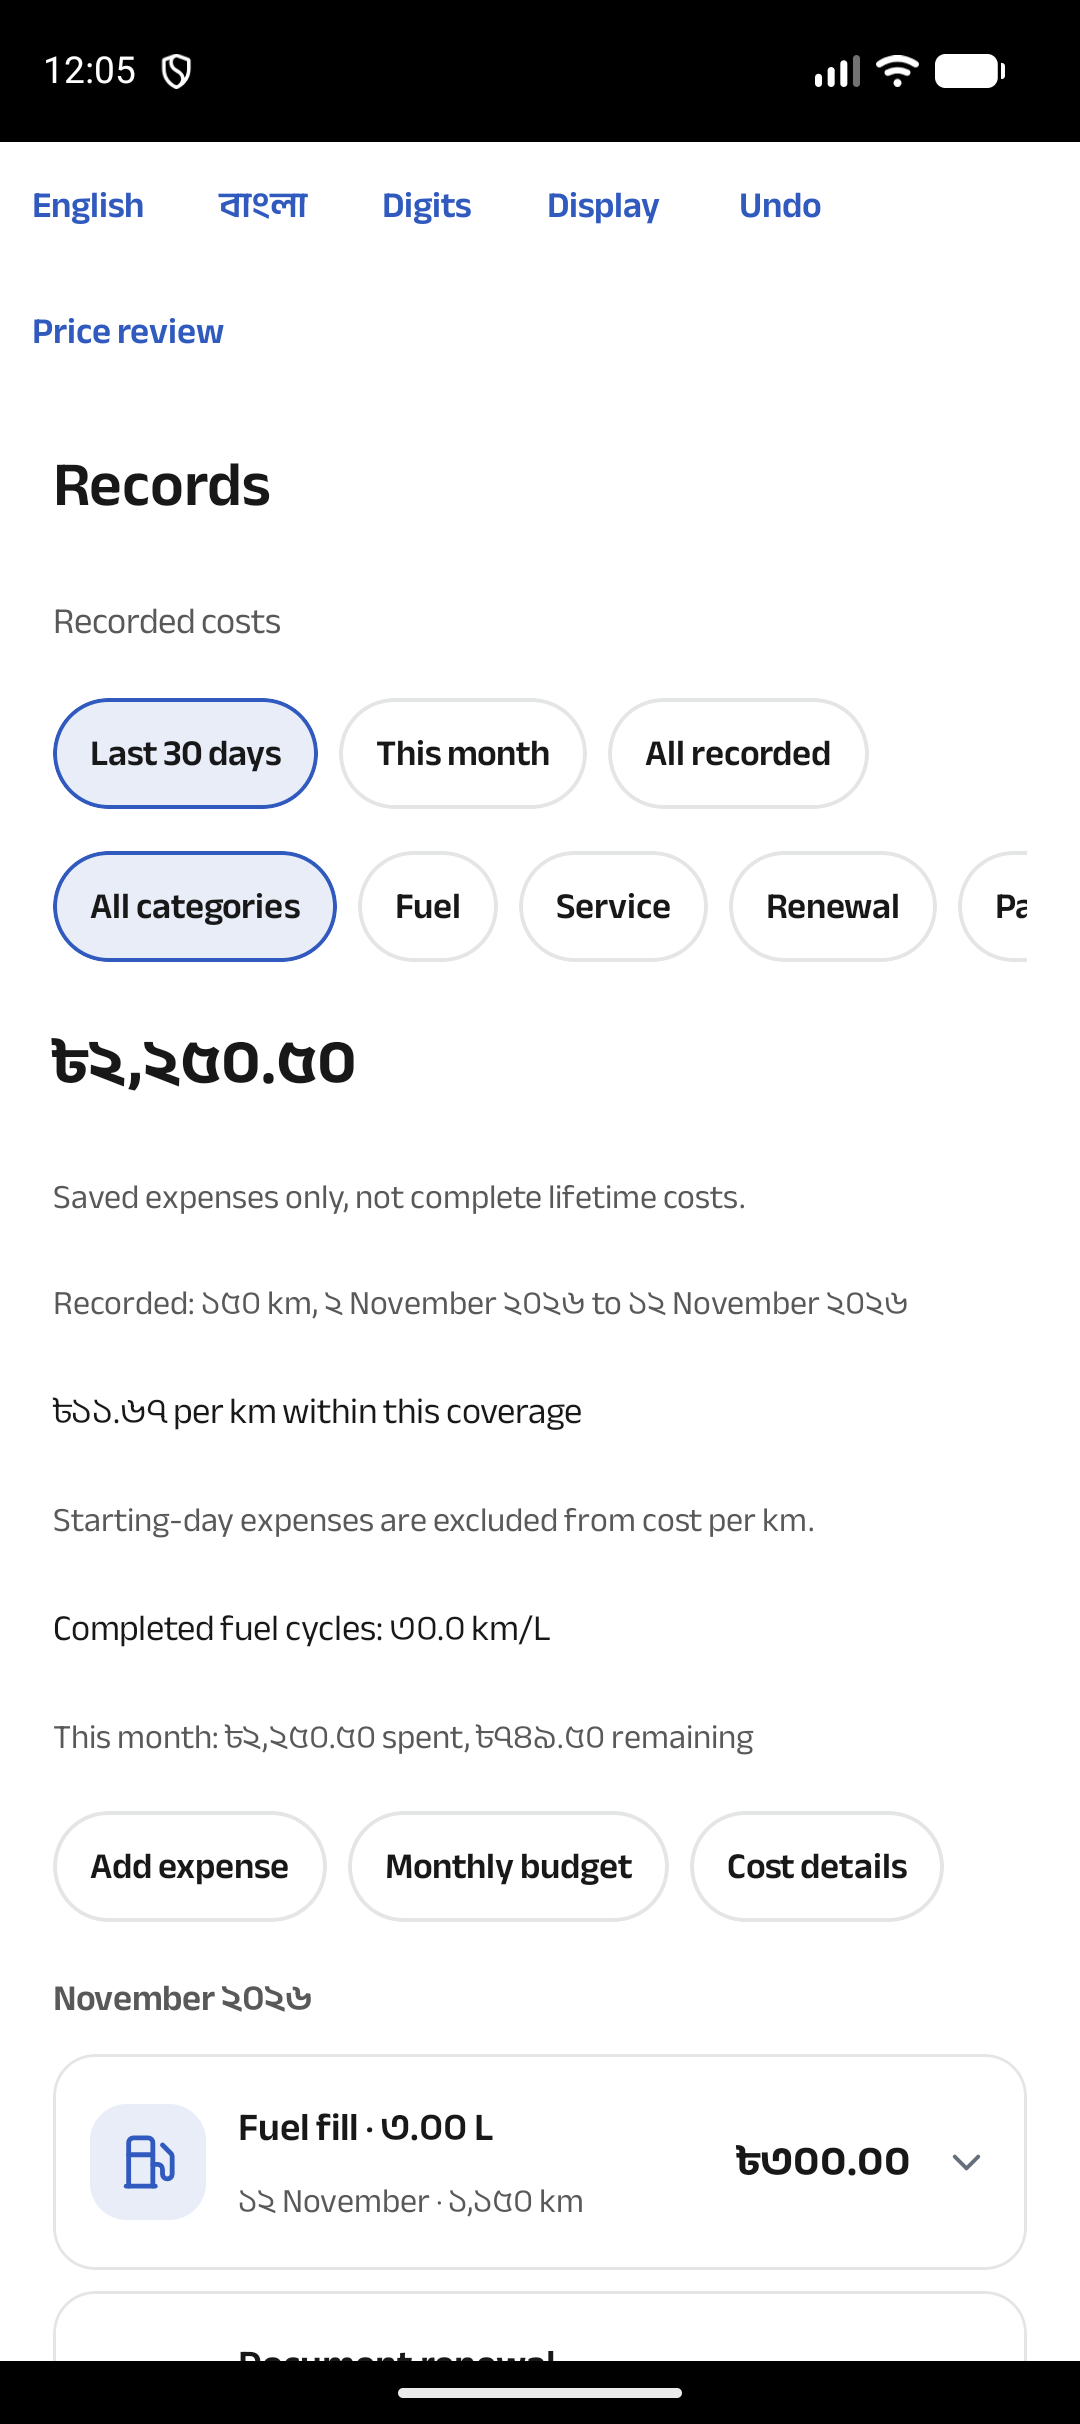 12:05
English বাংলা Digits Display Undo
Price review
Records
Recorded costs
Last 30 days This month All recorded
All categories Fuel Service Renewal Pa
৳২,২৫০.৫০
Saved expenses only, not complete lifetime costs.
Recorded: ১৫০ km, ২ November ২০২৬ to ১২ November ২০২৬
৳১১.৬৭ per km within this coverage
Starting-day expenses are excluded from cost per km.
Completed fuel cycles: ৩০.০ km/L
This month: ৳২,২৫০.৫০ spent, ৳৭৪৯.৫০ remaining
Add expense Monthly budget Cost details
November ২০২৬
Fuel fill · ৩.০০ L
৳৩০০.০০
১২ November · ১,১৫০ km
Document renewal